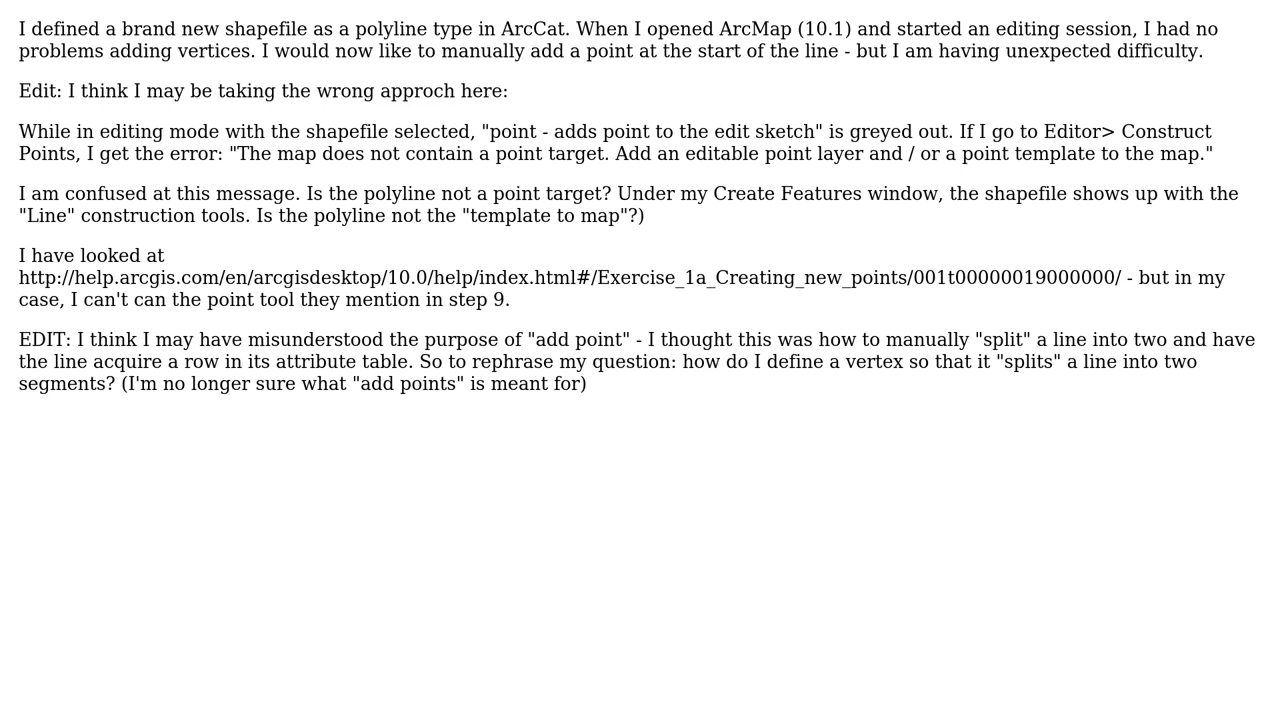 I defined a brand new shapefile as a polyline type in ArcCat. When I opened ArcMap (10.1) and started an editing session, I had no
problems adding vertices. I would now like to manually add a point at the start of the line - but I am having unexpected difficulty.
Edit: I think I may be taking the wrong approch here:
While in editing mode with the shapefile selected, "point - adds point to the edit sketch" is greyed out. If I go to Editor> Construct
Points, I get the error: "The map does not contain a point target. Add an editable point layer and / or a point template to the map."
I am confused at this message. Is the polyline not a point target? Under my Create Features window, the shapefile shows up with the
"Line" construction tools. Is the polyline not the "template to map"?)
I have looked at
http://help.arcgis.com/en/arcgisdesktop/10.0/help/index.html#/Exercise_1a_Creating_new_points/001t00000019000000/ - but in my
case, I can't can the point tool they mention in step 9.
EDIT: I think I may have misunderstood the purpose of "add point" - I thought this was how to manually "split" a line into two and have
the line acquire a row in its attribute table. So to rephrase my question: how do I define a vertex so that it "splits" a line into two
segments? (I'm no longer sure what "add points" is meant for)